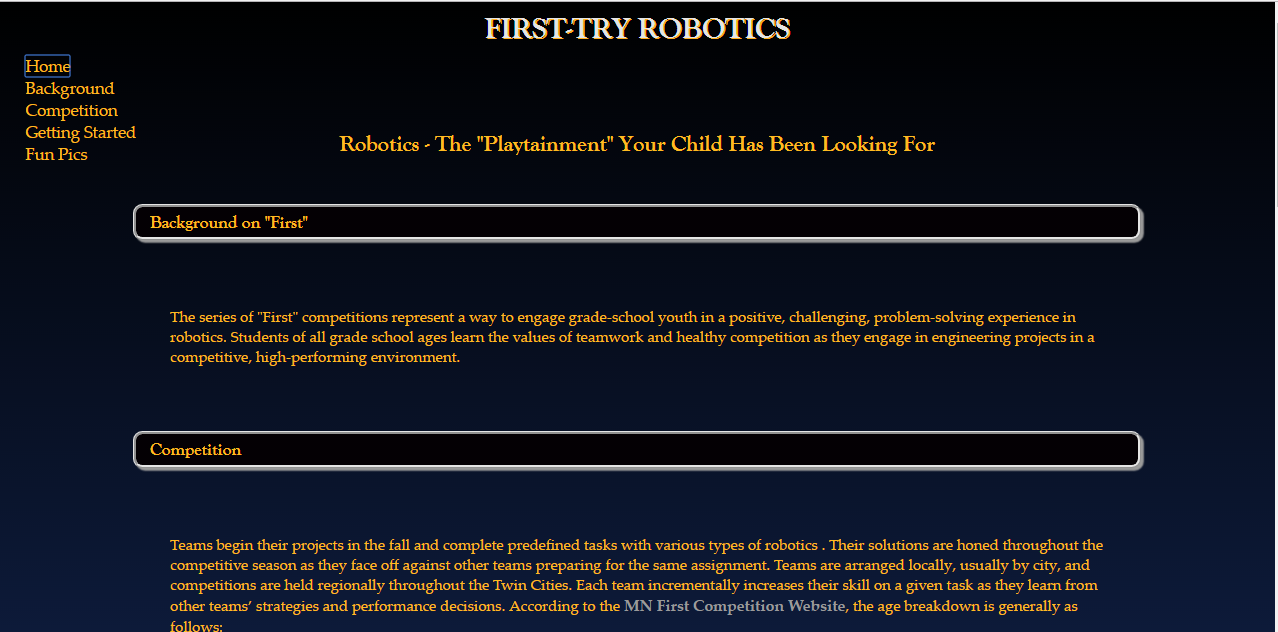 FIRST-TRY ROBOTICS
Home
Background
Competition
Getting Started
Fun Pics
Robotics - The "Playtainment" Your Child Has Been Looking For
Background on "First"
The series of "First" competitions represent a way to engage grade-school youth in a positive, challenging, problem-solving experience in
robotics. Students of all grade school ages learn the values of teamwork and healthy competition as they engage in engineering projects in a
competitive, high-performing environment.
Competition
Teams begin their projects in the fall and complete predefined tasks with various types of robotics . Their solutions are honed throughout the
competitive season as they face off against other teams preparing for the same assignment. Teams are arranged locally, usually by city, and
competitions are held regionally throughout the Twin Cities. Each team incrementally increases their skill on a given task as they learn from
other teams’ strategies and performance decisions. According to the MN First Competition Website, the age breakdown is generally as
follows: